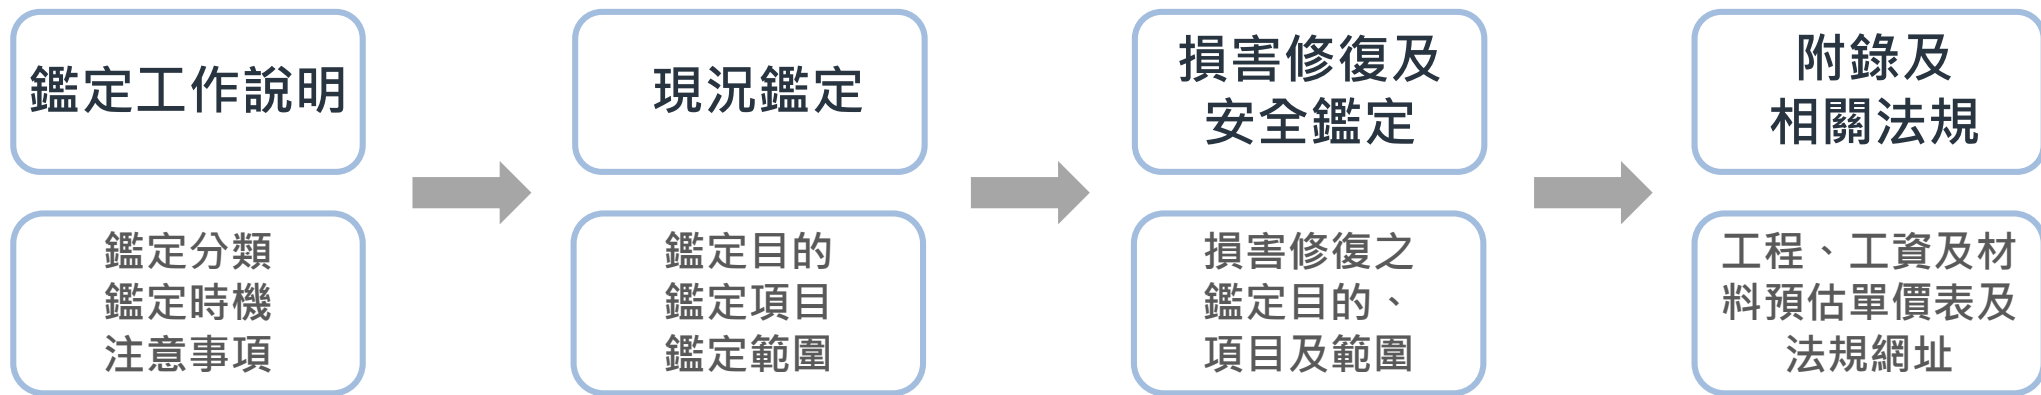 鑑定工作說明
鑑定分類
鑑定時機
注意事項
現況鑑定
鑑定目的
鑑定項目
鑑定範圍
損害修復及
安全鑑定
損害修復之
鑑定目的、
項目及範圍
附錄及
相關法規
工程、工資及材
料預估單價表及
法規網址